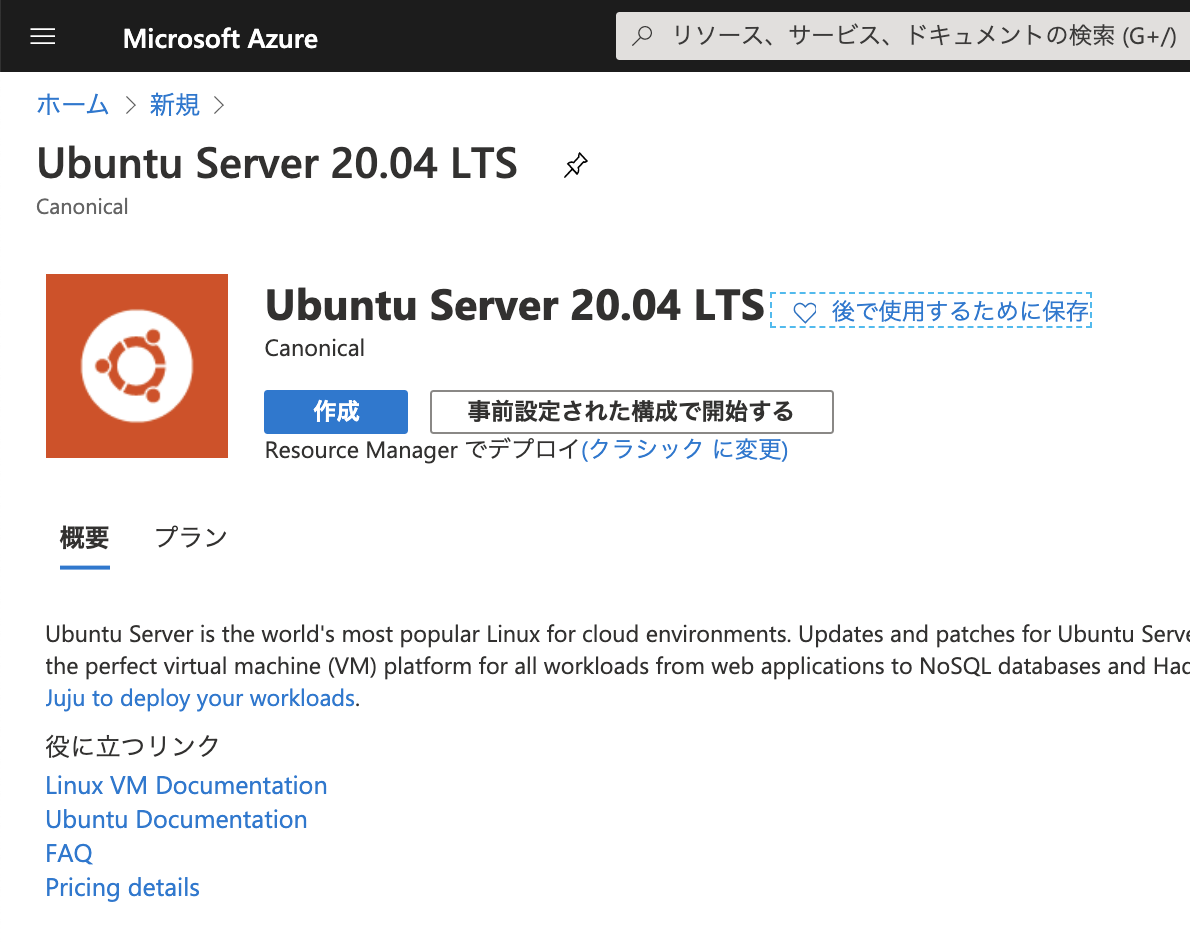 Microsoft Azure
リソース、サービス、ドキュメントの検索 (G+/)
ホーム > 新規 >
Ubuntu Server 20.04 LTS
Canonical
Ubuntu Server 20.04 LTS
後で使用するために保存
Canonical
作成
事前設定された構成で開始する
Resource Manager でデプロイ(クラシック に変更)
概要 プラン
Ubuntu Server is the world's most popular Linux for cloud environments. Updates and patches for Ubuntu Serve
the perfect virtual machine (VM) platform for all workloads from web applications to NoSQL databases and Had
Juju to deploy your workloads.
役に立つリンク
Linux VM Documentation
Ubuntu Documentation
FAQ
Pricing details